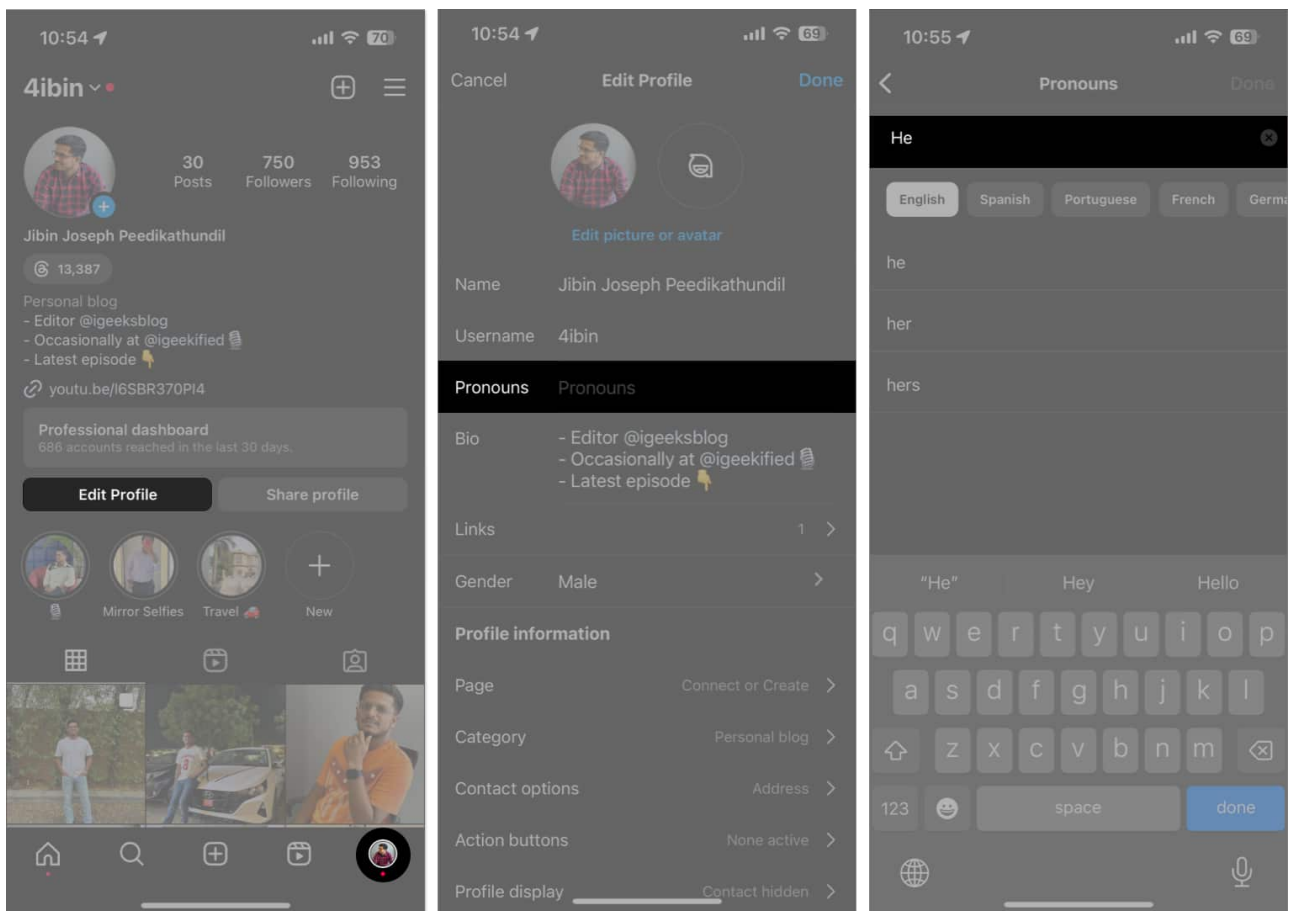 10:54
70
4ibin
30 750 953
Posts Followers Following
Jibin Joseph Peedikathundil
13,387
Personal blog
- Editor @igeeksblog
- Occasionally at @igeekified
- Latest episode
youtu.be/l6SBR370PI4
Professional dashboard
686 accounts reached in the last 30 days.
Edit Profile Share profile
Mirror Selfies Travel New
10:54
69
Cancel Edit Profile Done
Edit picture or avatar
Name Jibin Joseph Peedikathundil
Username 4ibin
Pronouns Pronouns
Bio - Editor @igeeksblog
- Occasionally at @igeekified
- Latest episode
Links 1
Gender Male
Profile information
Page Connect or Create
Category Personal blog
Contact options Address
Action buttons None active
Profile display Contact hidden
10:55
69
Pronouns Done
He
English Spanish Portuguese French Germa
he
her
hers
“He” Hey Hello
q w e r t y u i o p
a s d f g h j k l
z x c v b n m
123 space done